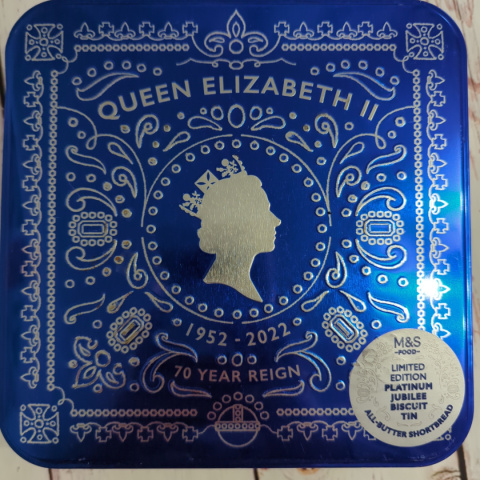 QUEEN ELIZABETH II
1952 - 2022
70 YEAR REIGN
M&S
-FOOD-
LIMITED
EDITION
PLATINUM
JUBILEE
BISCUIT
TIN
ALL-BUTTER SHORTBREAD